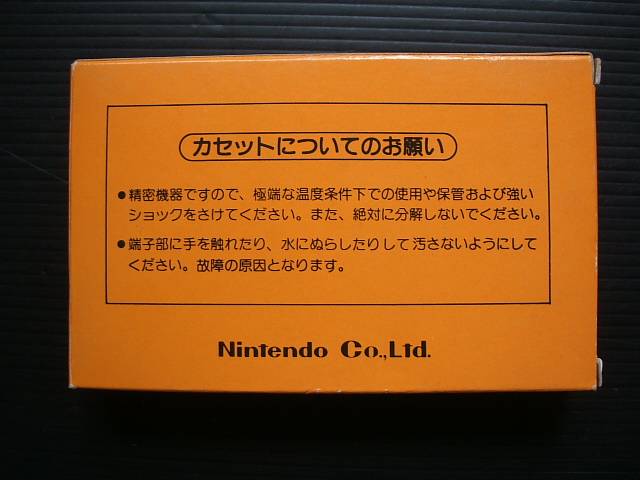 カセットについてのお願い
●精密機器ですので、極端な温度条件下での使用や保管および強い
ショックをさけてください。また、絶対に分解しないでください。
●端子部に手を触れたり、水にぬらしたりして汚さないようにして
ください。故障の原因となります。
Nintendo Co.,Ltd.